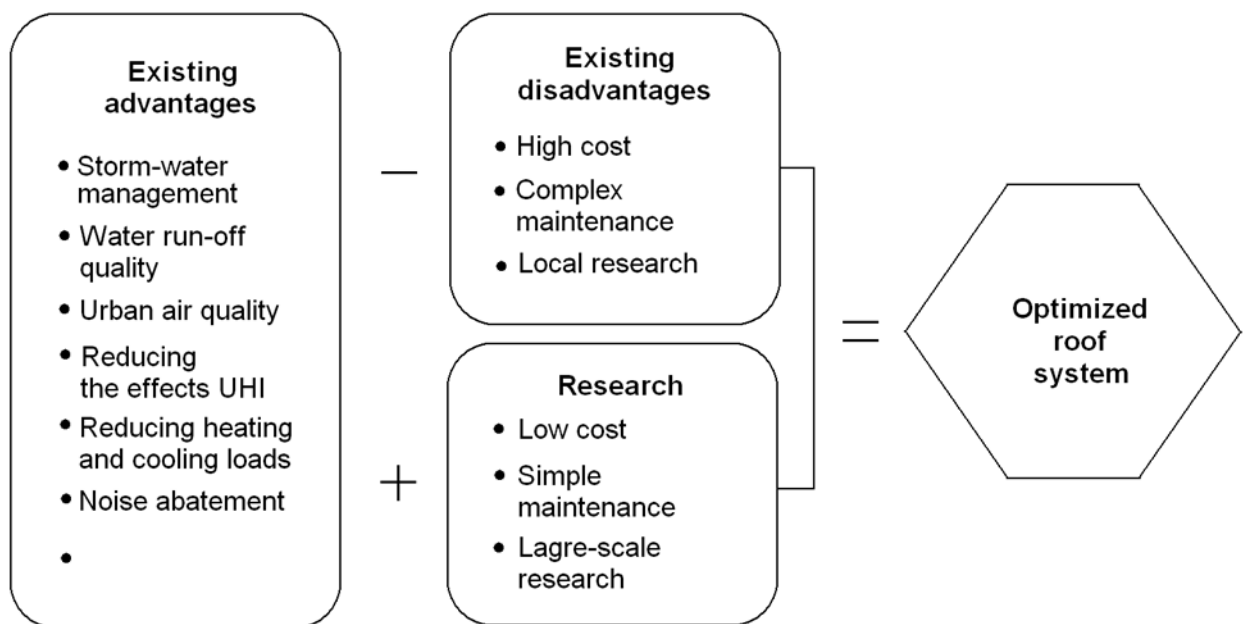 Existing
advantages
• Storm-water
management
• Water run-off
quality
• Urban air quality
• Reducing
the effects UHI
• Reducing heating
and cooling loads
• Noise abatement
•
−
+
Existing
disadvantages
• High cost
• Complex
maintenance
• Local research
Research
• Low cost
• Simple
maintenance
• Lagre-scale
research
=
Optimized
roof
system